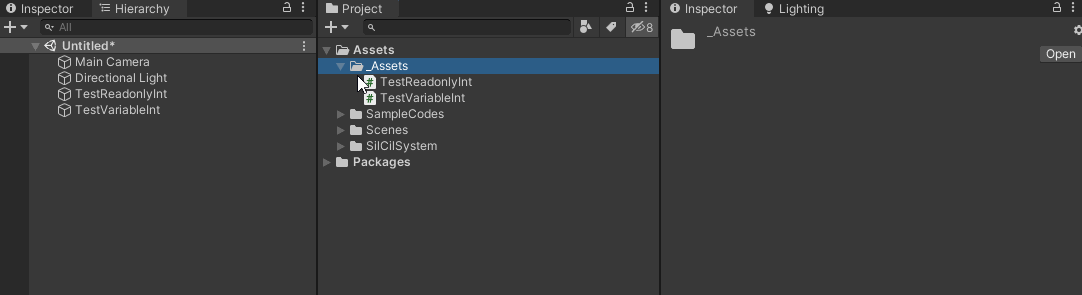 Inspector
Hierarchy
All
Untitled*
Main Camera
Directional Light
TestReadonlyInt
TestVariableInt
Project
8
Assets
_Assets
TestReadonlyInt
TestVariableInt
SampleCodes
Scenes
SilCilSystem
Packages
Inspector
Lighting
_Assets
Open